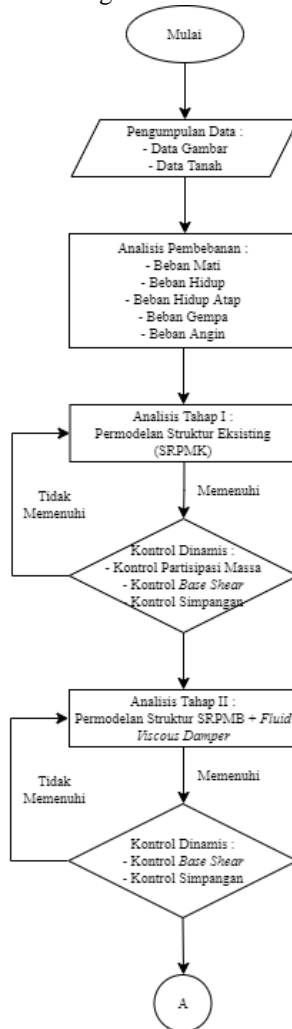 Mulai
Pengumpulan Data :
- Data Gambar
- Data Tanah
Analisis Pembebanan :
- Beban Mati
- Beban Hidup
- Beban Hidup Atap
- Beban Gempa
- Beban Angin
Analisis Tahap I :
Permodelan Struktur Eksisting
(SRPMK)
Tidak
Memenuhi
Memenuhi
Kontrol Dinamis :
- Kontrol Partisipasi Massa
- Kontrol Base Shear
- Kontrol Simpangan
Analisis Tahap II :
Permodelan Struktur SRPMB + Fluid
Viscous Damper
Tidak
Memenuhi
Memenuhi
Kontrol Dinamis :
- Kontrol Base Shear
- Kontrol Simpangan
A